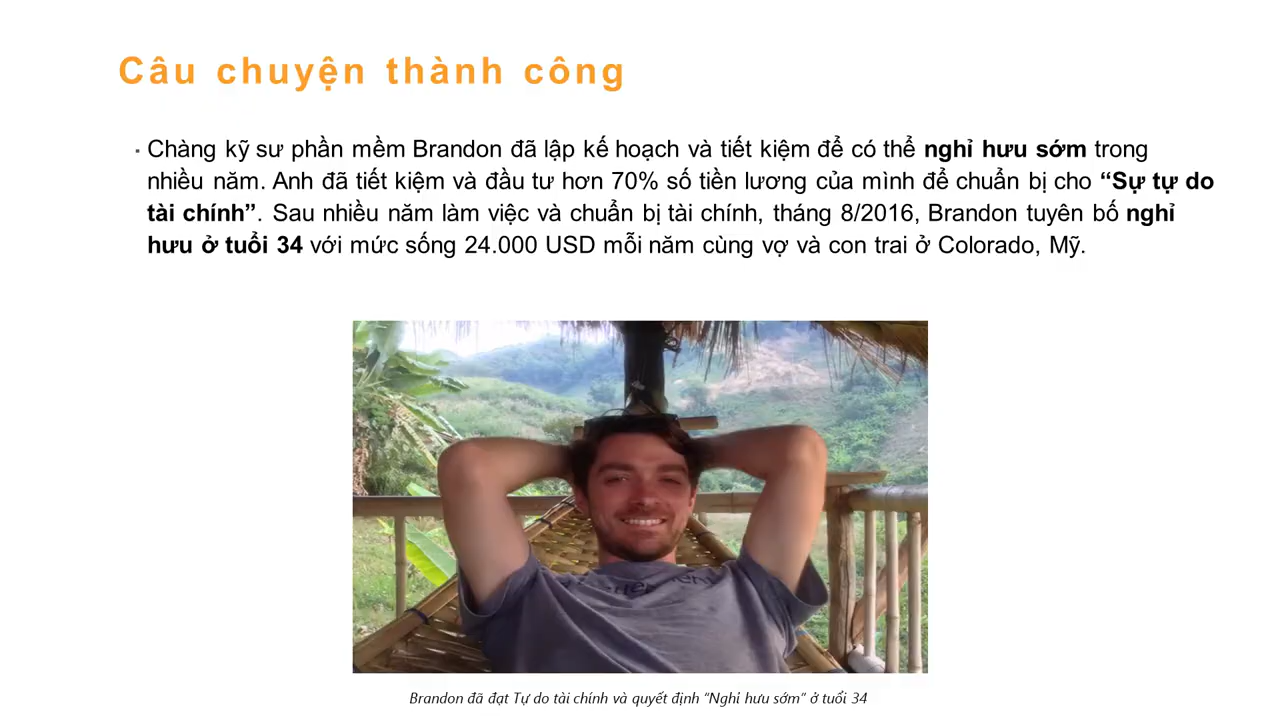 Câu chuyện thành công
▪ Chàng kỹ sư phần mềm Brandon đã lập kế hoạch và tiết kiệm để có thể nghỉ hưu sớm trong
nhiều năm. Anh đã tiết kiệm và đầu tư hơn 70% số tiền lương của mình để chuẩn bị cho “Sự tự do
tài chính”. Sau nhiều năm làm việc và chuẩn bị tài chính, tháng 8/2016, Brandon tuyên bố nghỉ
hưu ở tuổi 34 với mức sống 24.000 USD mỗi năm cùng vợ và con trai ở Colorado, Mỹ.
Brandon đã đạt Tự do tài chính và quyết định “Nghỉ hưu sớm” ở tuổi 34